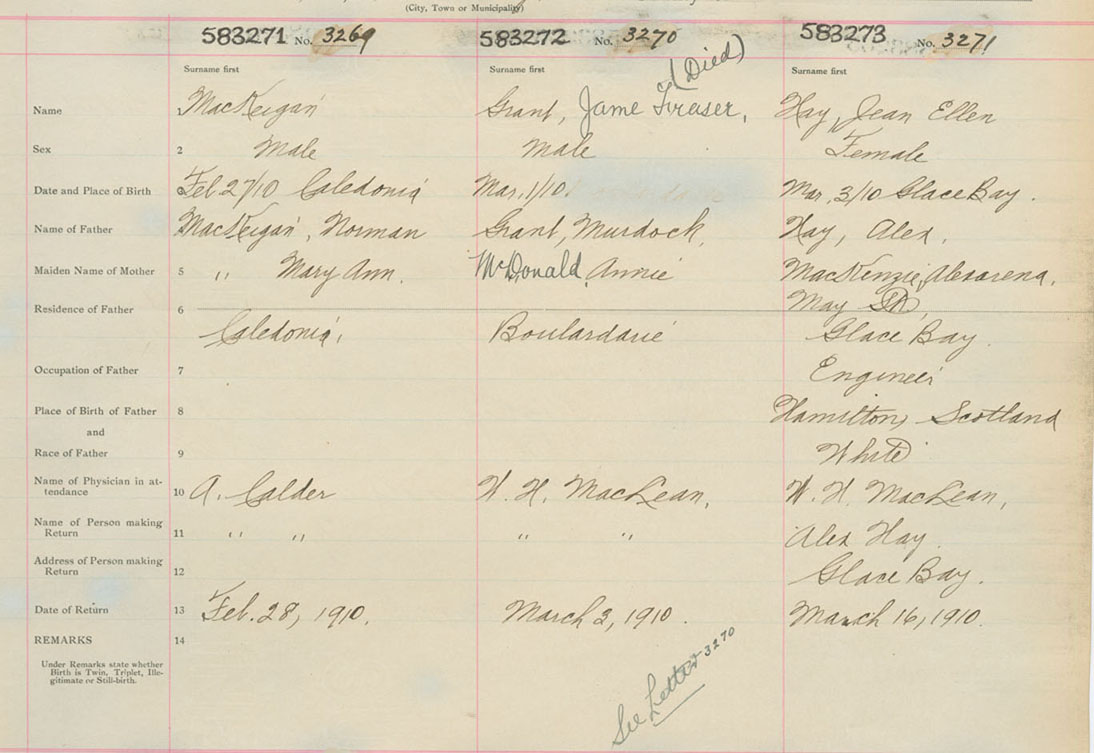 (City, Town or Municipality)
583271 No. 3269 583272 No. 3270 583273 No. 3271
Surname first Surname first (Died) Surname first
Name 1 MacKeigan Grant, Jame Fraser, Hay, Jean Ellen
Sex 2 Male Male Female
Date and Place of Birth 3 Feb. 27/10 Caledonia Mar, 1/10, Mar, 3/10 Glace Bay.
Name of Father MacKeigan, Norman Grant, Murdock, Hay, Alex,
Maiden Name of Mother 5 " Mary Ann. McDonald, Annie MacKenzie, Alexarena,
Residence of Father 6 May St,
Caledonia, Boulardarie Glace Bay.
Occupation of Father 7 Engineer
Place of Birth of Father 8 Hamilton, Scotland
and
Race of Father 9 White
Name of Physician in at-
tendance 10 A. Calder W. H. MacLean, W. H. MacLean,
Name of Person making
Return 11 " " " " Alex Hay.
Address of Person making
Return 12 Glace Bay.
Date of Return 13 Feb. 28, 1910. March 2, 1910. March 16, 1910.
REMARKS 14
Under Remarks state whether
Birth is Twin, Triplet, Ille-
gitimate or Still-birth.
See Letter 3270